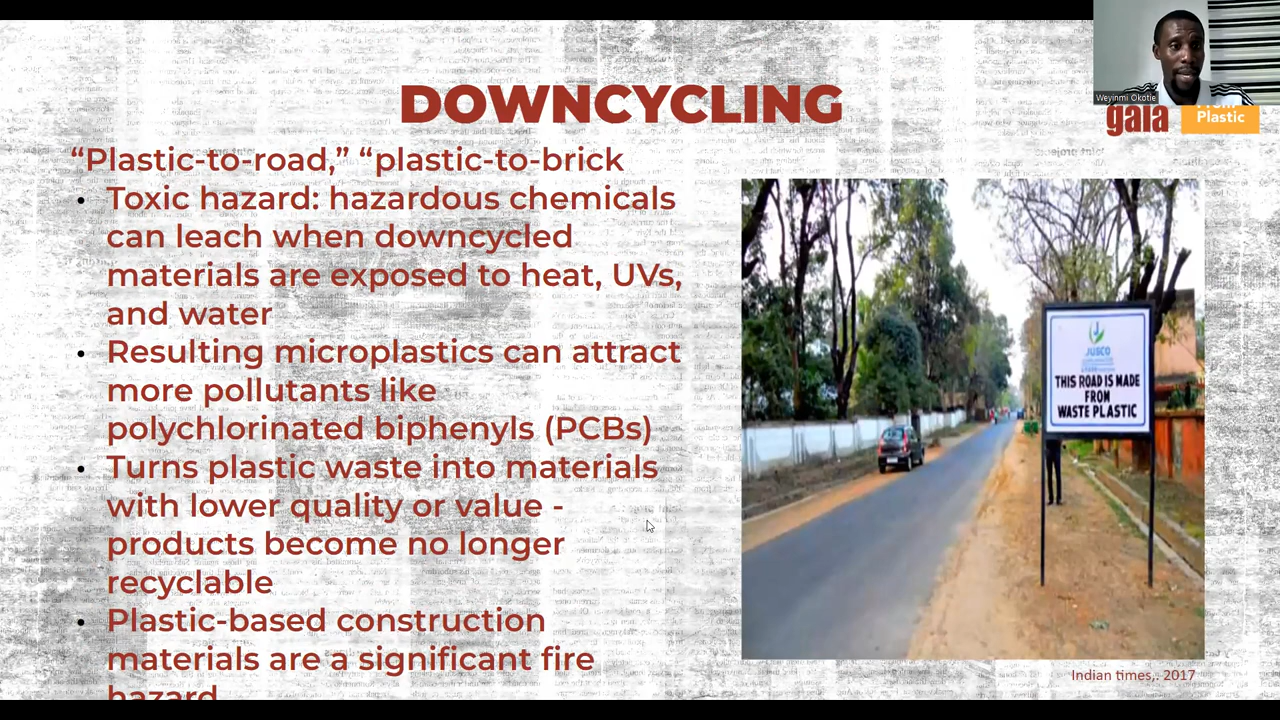 DOWNCYCLING
Weyinmi Okotie
gaia
Plastic
“Plastic-to-road,” “plastic-to-brick
• Toxic hazard: hazardous chemicals
can leach when downcycled
materials are exposed to heat, UVs,
and water
• Resulting microplastics can attract
more pollutants like
polychlorinated biphenyls (PCBs)
• Turns plastic waste into materials
with lower quality or value -
products become no longer
recyclable
• Plastic-based construction
materials are a significant fire
hazard
JUSCO
THIS ROAD IS MADE
FROM
WASTE PLASTIC
Indian times,. 2017